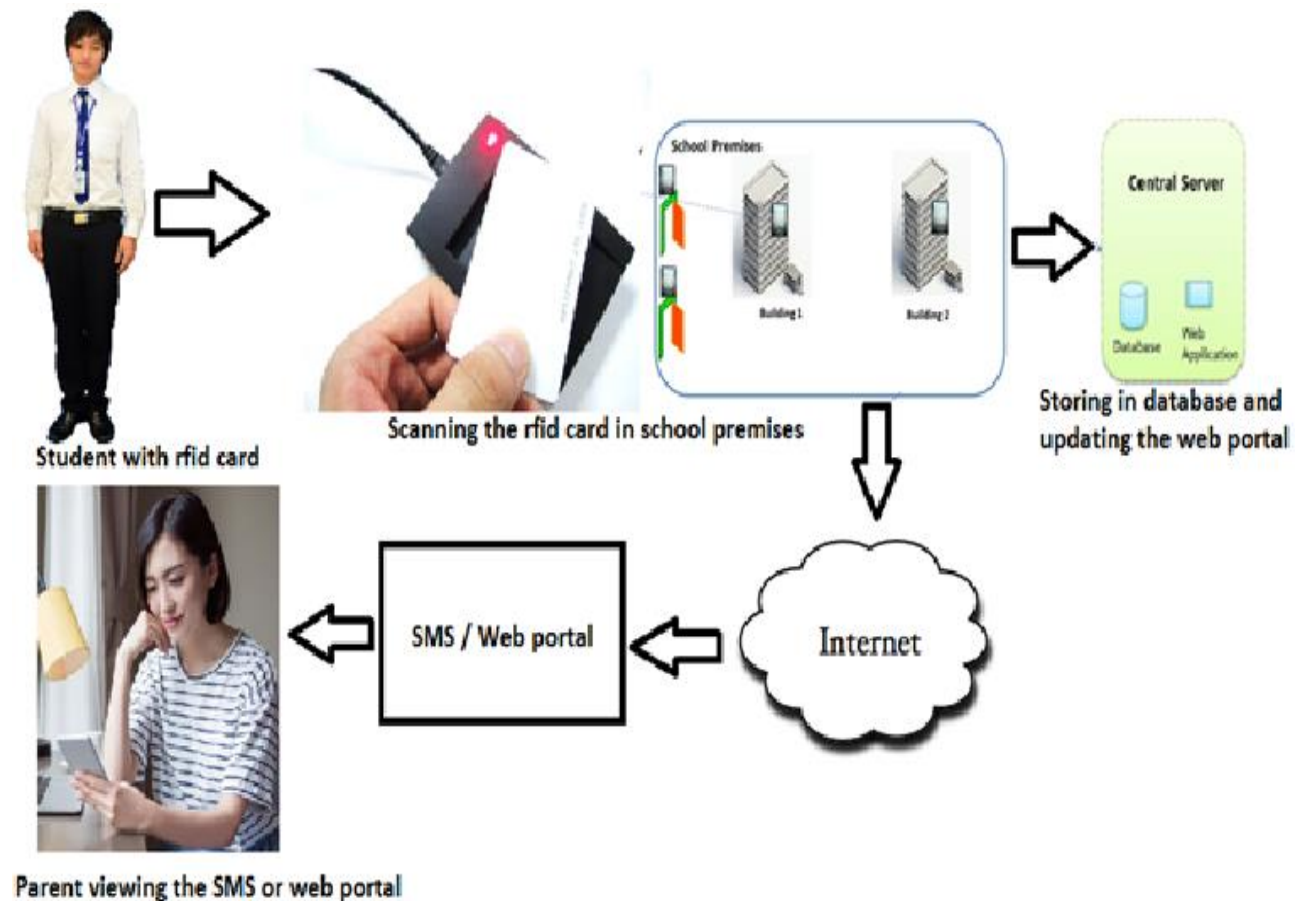 School Premises
Central Server
Building 1
Building 2
Database
Web
Application
Storing in database and
updating the web portal
Scanning the rfid card in school premises
Student with rfid card
SMS / Web portal
Internet
Parent viewing the SMS or web portal